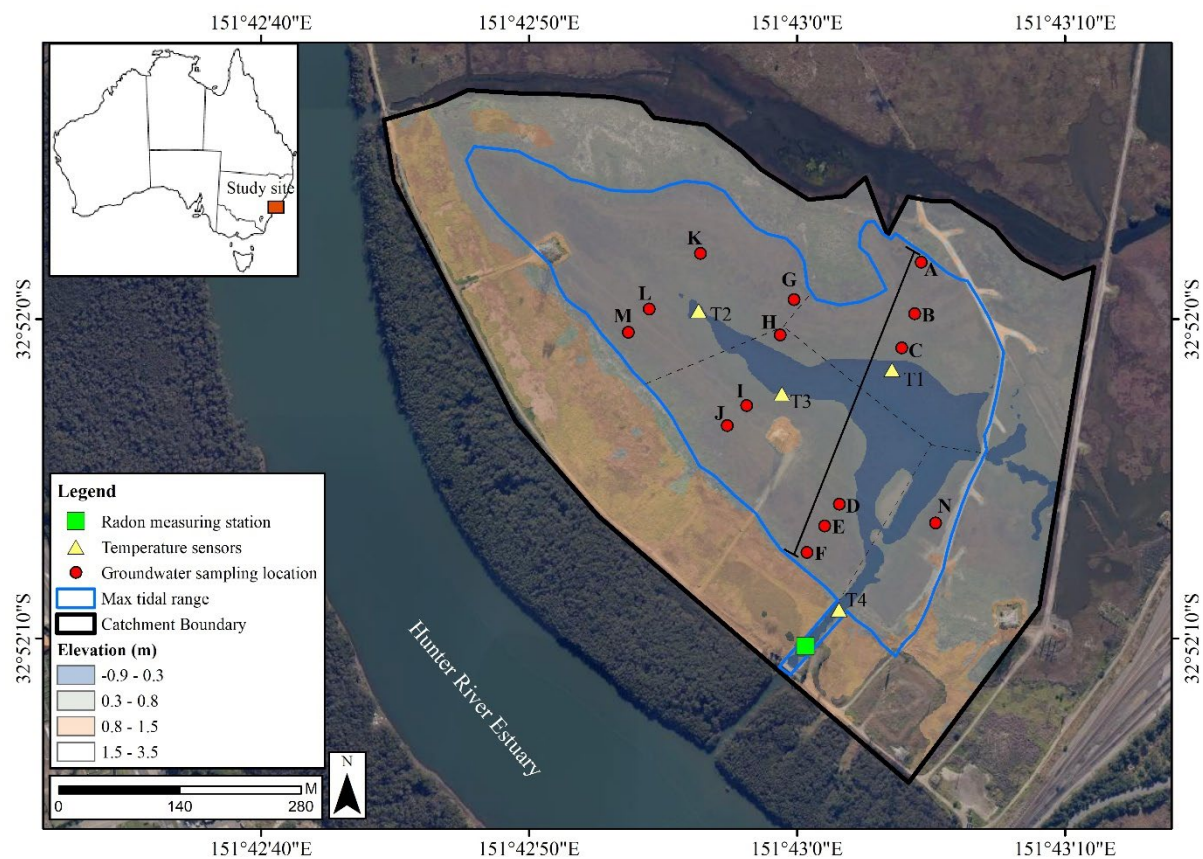 151°42'40"E 151°42'50"E 151°43'0"E 151°43'10"E
Study site
K
A
G
L
T2
B
M
H
C
T1
I
T3
J
D
N
E
F
T4
32°52'0"S
32°52'10"S
32°52'0"S
32°52'10"S
Hunter River Estuary
Legend
Radon measuring station
Temperature sensors
Groundwater sampling location
Max tidal range
Catchment Boundary
Elevation (m)
-0.9 - 0.3
0.3 - 0.8
0.8 - 1.5
1.5 - 3.5
N
M
0 140 280
151°42'40"E 151°42'50"E 151°43'0"E 151°43'10"E